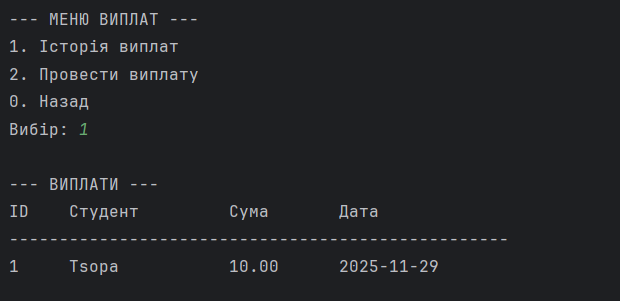 --- МЕНЮ ВИПЛАТ ---
1. Історія виплат
2. Провести виплату
0. Назад
Вибір: 1
--- ВИПЛАТИ ---
ID Студент Сума Дата
--------------------------------------------------
1 Tsora 10.00 2025-11-29